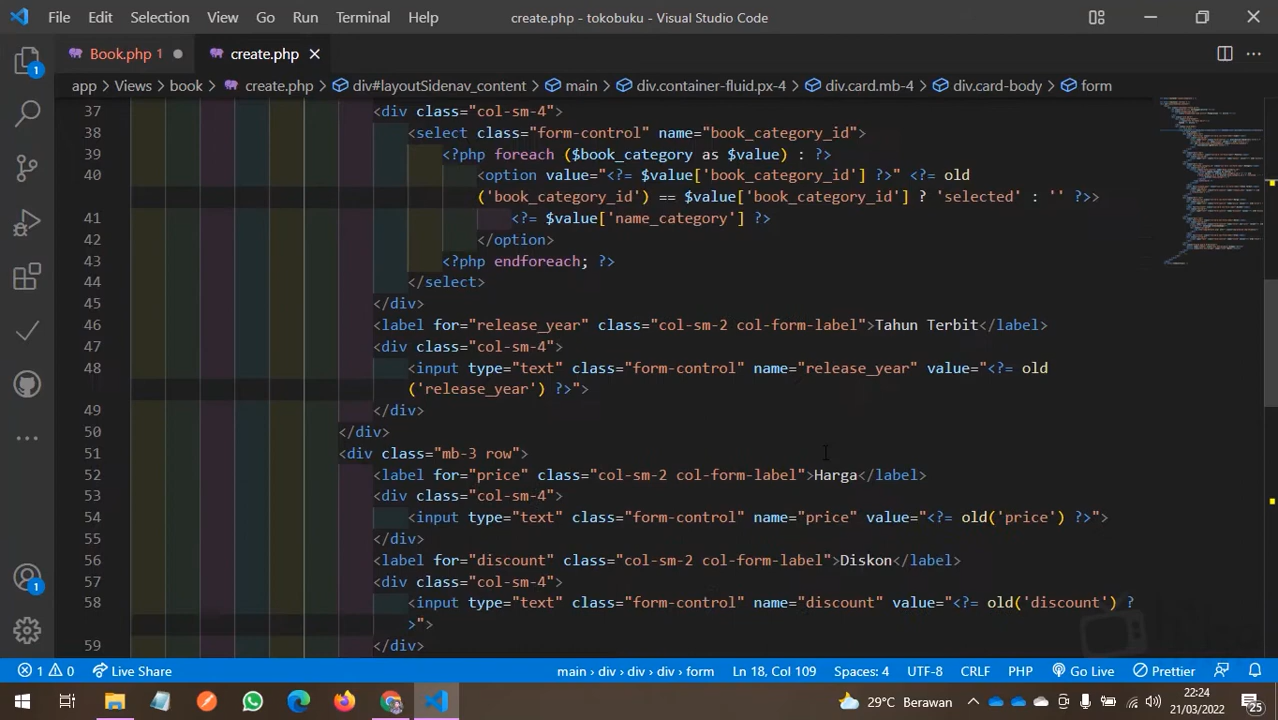 File Edit Selection View Go Run Terminal Help create.php - tokobuku - Visual Studio Code
Book.php 1 create.php
app > Views > book > create.php > div#layoutSidenav_content > main > div.container-fluid.px-4 > div.card.mb-4 > div.card-body > form
37 <div class="col-sm-4">
38 <select class="form-control" name="book_category_id">
39 <?php foreach ($book_category as $value) : ?>
40 <option value="<?= $value['book_category_id'] ?>" <?= old
('book_category_id') == $value['book_category_id'] ? 'selected' : '' ?>>
41 <?= $value['name_category'] ?>
42 </option>
43 <?php endforeach; ?>
44 </select>
45 </div>
46 <label for="release_year" class="col-sm-2 col-form-label">Tahun Terbit</label>
47 <div class="col-sm-4">
48 <input type="text" class="form-control" name="release_year" value="<?= old
('release_year') ?>">
49 </div>
50 </div>
51 <div class="mb-3 row">
52 <label for="price" class="col-sm-2 col-form-label">Harga</label>
53 <div class="col-sm-4">
54 <input type="text" class="form-control" name="price" value="<?= old('price') ?>">
55 </div>
56 <label for="discount" class="col-sm-2 col-form-label">Diskon</label>
57 <div class="col-sm-4">
58 <input type="text" class="form-control" name="discount" value="<?= old('discount') ?
>">
59 </div>
1 0 Live Share main > div > div > form Ln 18, Col 109 Spaces: 4 UTF-8 CRLF PHP Go Live Prettier
1
1
29°C Berawan 22:24
21/03/2022 25